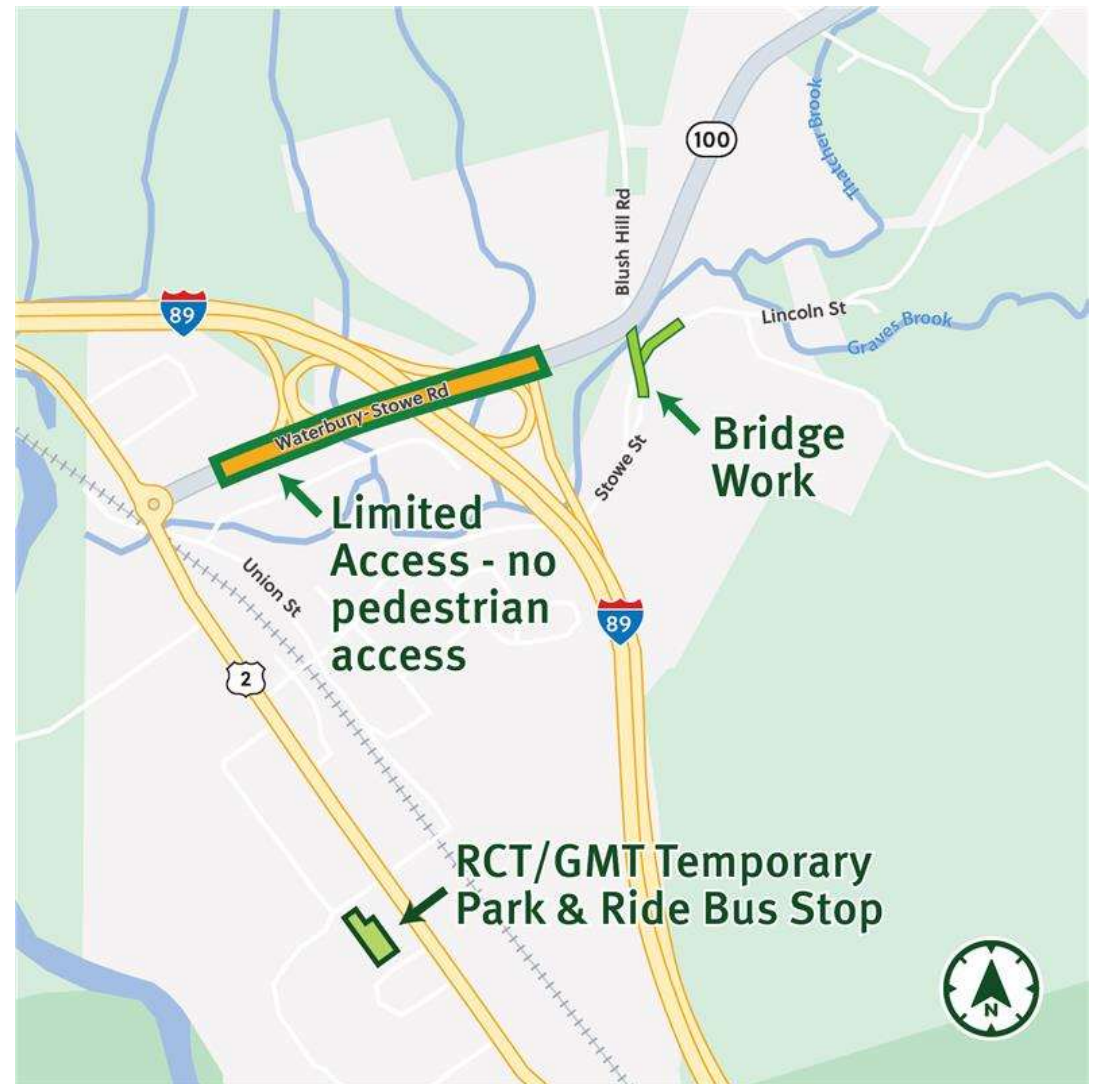 100
Thatcher Brook
Blush Hill Rd
89
Lincoln St
Graves Brook
Waterbury-Stowe Rd
Bridge
Work
Stowe St
Limited
Access - no
pedestrian
access
Union St
89
2
RCT/GMT Temporary
Park & Ride Bus Stop
N